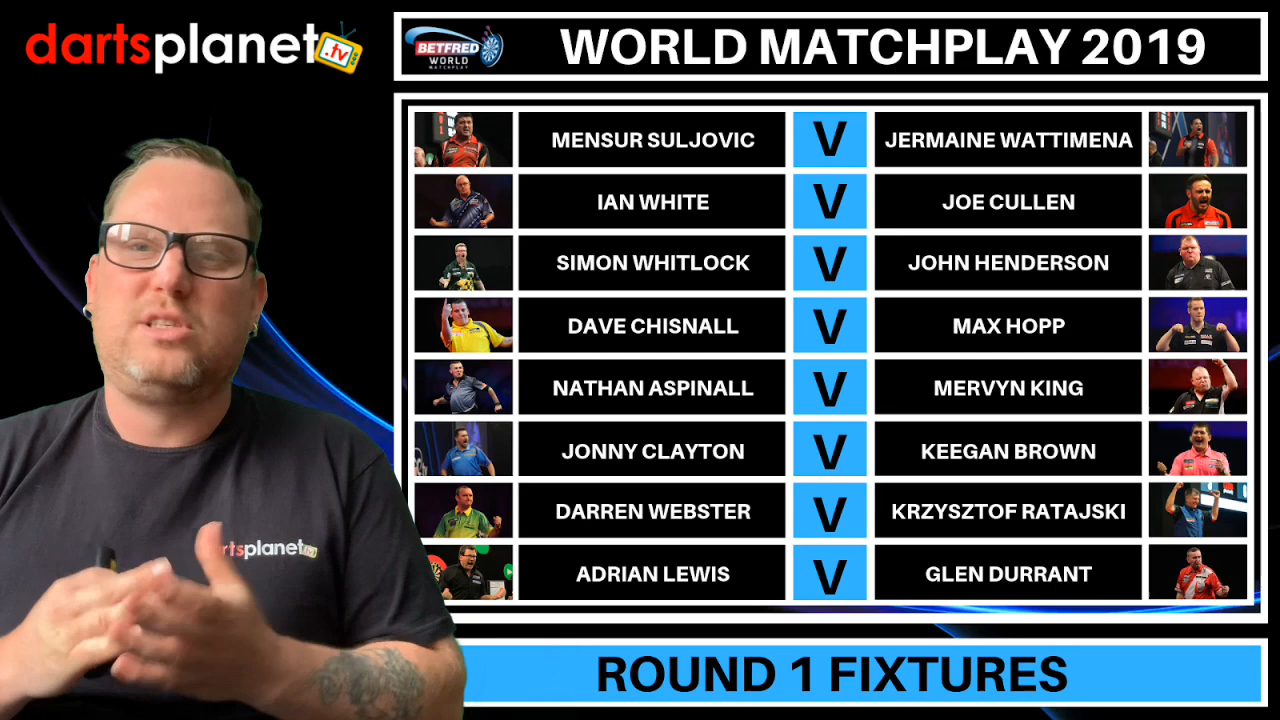 dartsplanet
.tv
BETFRED
WORLD
MATCHPLAY
WORLD MATCHPLAY 2019
MENSUR SULJOVIC V JERMAINE WATTIMENA
IAN WHITE V JOE CULLEN
SIMON WHITLOCK V JOHN HENDERSON
DAVE CHISNALL V MAX HOPP
NATHAN ASPINALL V MERVYN KING
JONNY CLAYTON V KEEGAN BROWN
DARREN WEBSTER V KRZYSZTOF RATAJSKI
ADRIAN LEWIS V GLEN DURRANT
rtsplanet
ROUND 1 FIXTURES